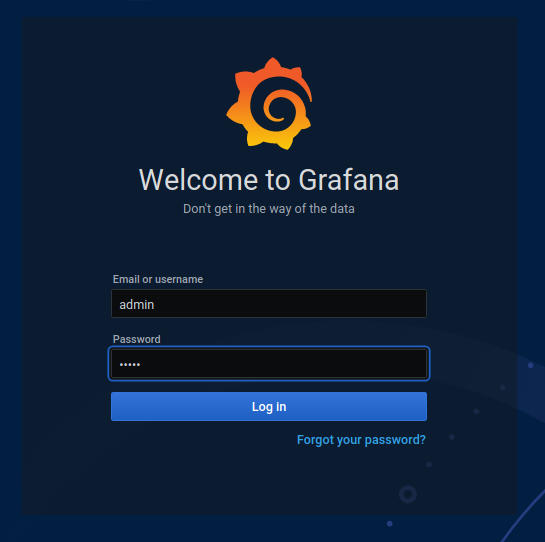 Welcome to Grafana
Don't get in the way of the data
Email or username
admin
Password
•••••
Log in
Forgot your password?